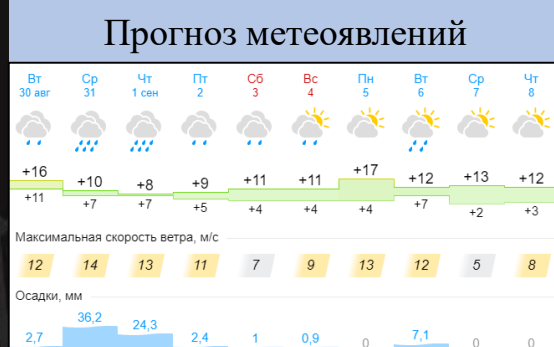 Прогноз метеоявлений
Вт Ср Чт Пт Сб Вс Пн Вт Ср Чт
30 авг 31 1 сен 2 3 4 5 6 7 8
+16 +10 +8 +9 +11 +11 +17 +12 +13 +12
+11 +7 +7 +5 +4 +4 +4 +7 +2 +3
Максимальная скорость ветра, м/с
12 14 13 11 7 9 13 12 5 8
Осадки, мм
2,7 36,2 24,3 2,4 1 0,9 0 7,1 0 0